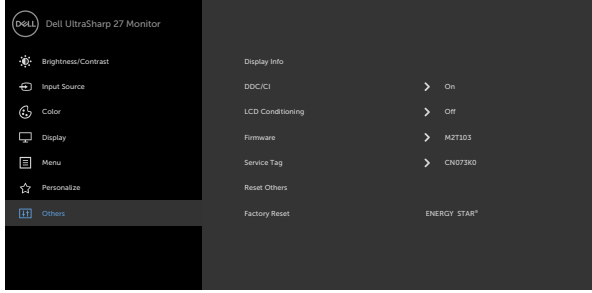 DELL Dell UltraSharp 27 Monitor
Brightness/Contrast
Input Source
Color
Display
Menu
Personalize
Others
Display Info
DDC/CI On
LCD Conditioning Off
Firmware M2T103
Service Tag CN073K0
Reset Others
Factory Reset ENERGY STAR®